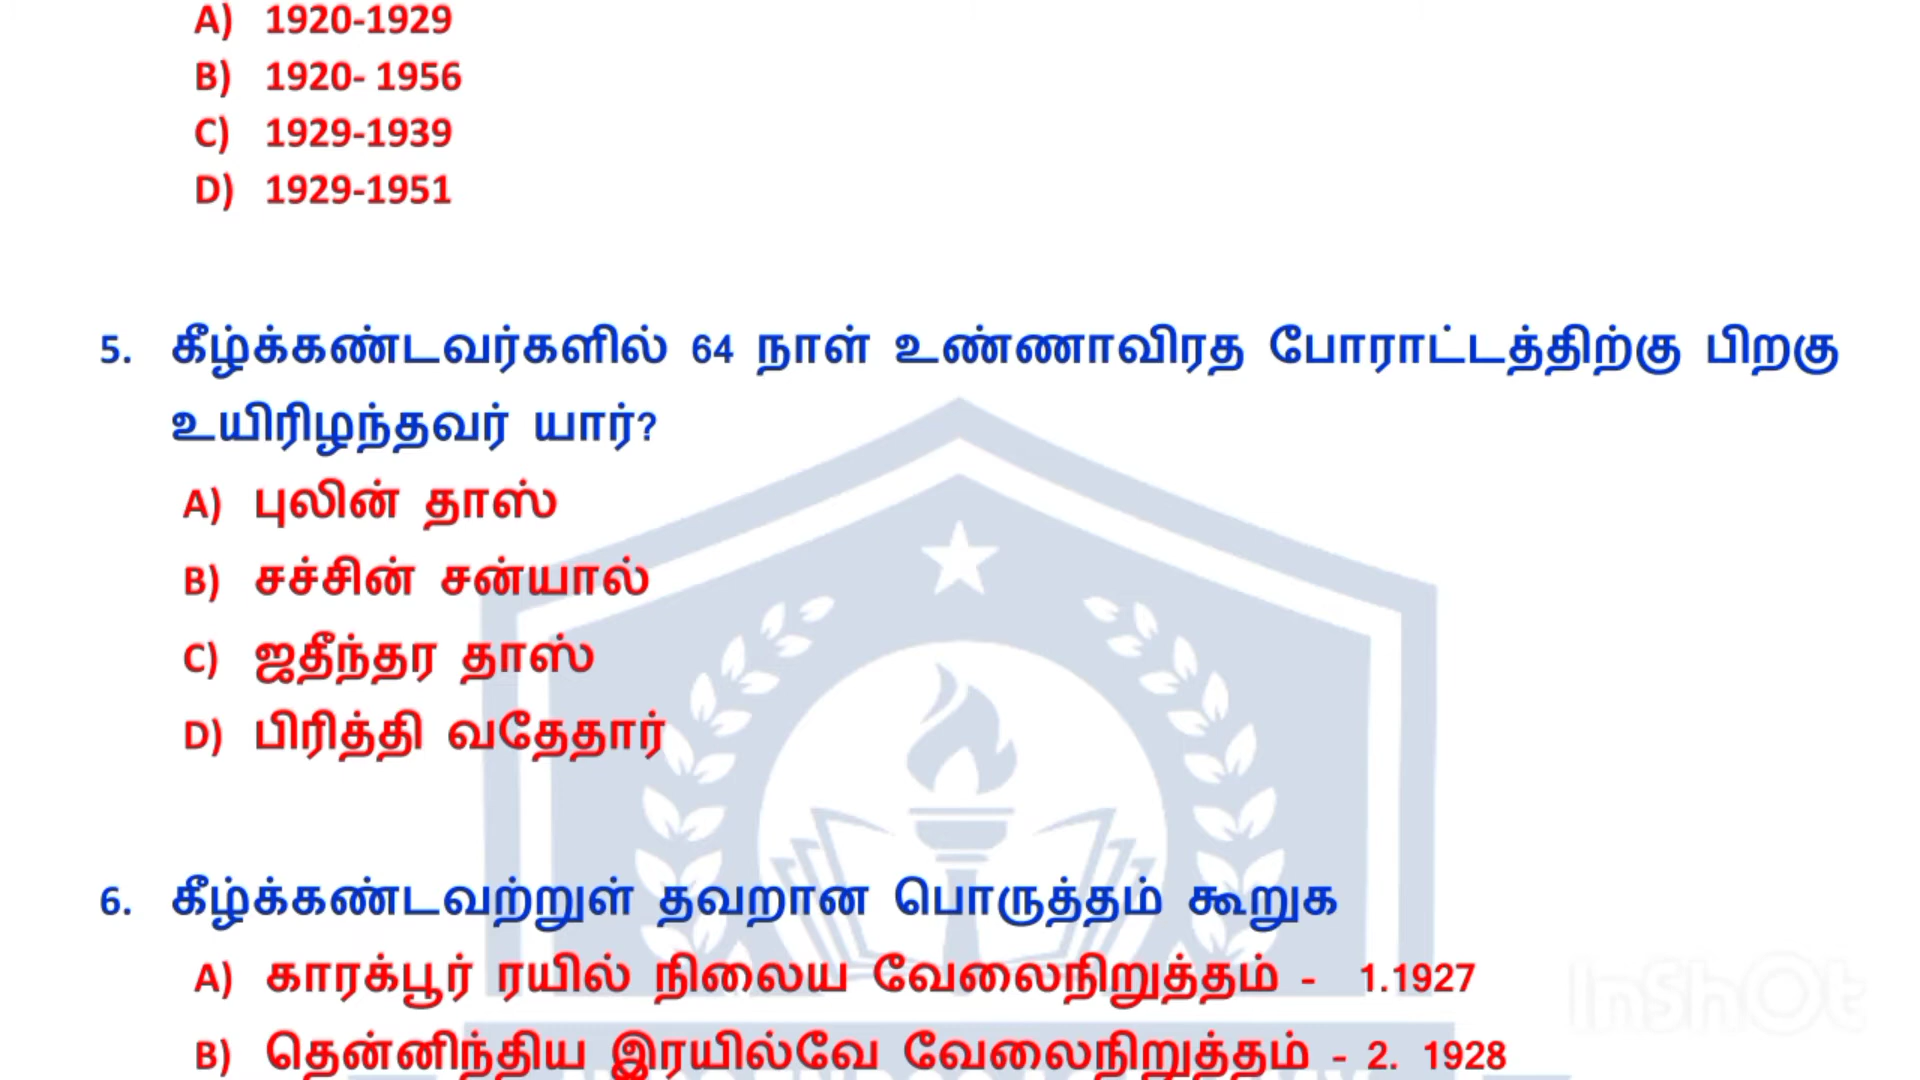 A) 1920-1929
B) 1920- 1956
C) 1929-1939
D) 1929-1951
5. கீழ்க்கண்டவர்களில் 64 நாள் உண்ணாவிரத போராட்டத்திற்கு பிறகு
உயிரிழந்தவர் யார்?
A) புலின் தாஸ்
B) சச்சின் சன்யால்
C) ஜதீந்தர தாஸ்
D) பிரித்தி வதேதார்
6. கீழ்க்கண்டவற்றுள் தவறான பொருத்தம் கூறுக
A) காரக்பூர் ரயில் நிலைய வேலைநிறுத்தம் - 1.1927
B) தென்னிந்திய இரயில்வே வேலைநிறுத்தம் - 2. 1928
InShOt